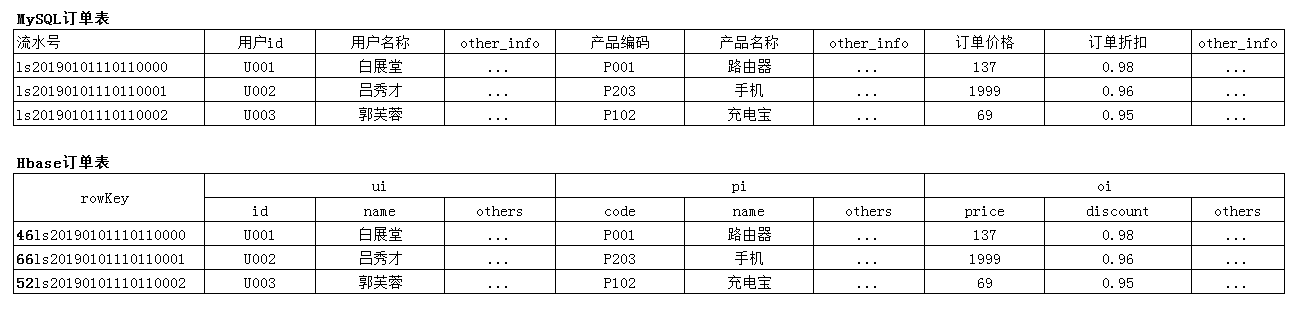 MySQL订单表
流水号 用户id 用户名称 other_info 产品编码 产品名称 other_info 订单价格 订单折扣 other_info
ls20190101110110000 U001 白展堂 ... P001 路由器 ... 137 0.98 ...
ls20190101110110001 U002 吕秀才 ... P203 手机 ... 1999 0.96 ...
ls20190101110110002 U003 郭芙蓉 ... P102 充电宝 ... 69 0.95 ...
Hbase订单表
rowKey ui pi oi
id name others code name others price discount others
46ls20190101110110000 U001 白展堂 ... P001 路由器 ... 137 0.98 ...
66ls20190101110110001 U002 吕秀才 ... P203 手机 ... 1999 0.96 ...
52ls20190101110110002 U003 郭芙蓉 ... P102 充电宝 ... 69 0.95 ...